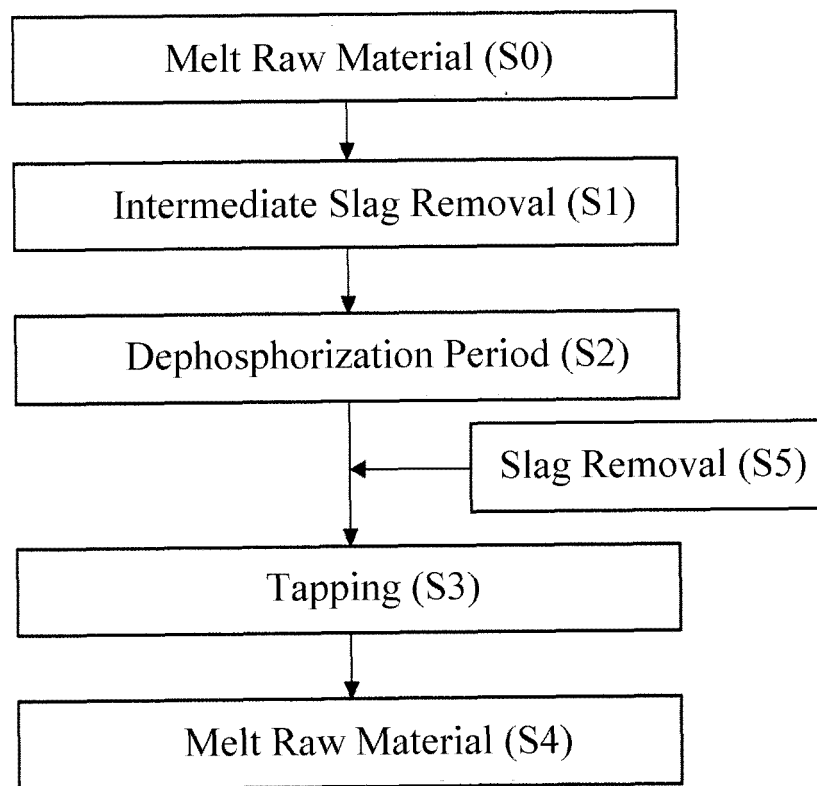 Melt Raw Material (S0)
Intermediate Slag Removal (S1)
Dephosphorization Period (S2)
Slag Removal (S5)
Tapping (S3)
Melt Raw Material (S4)